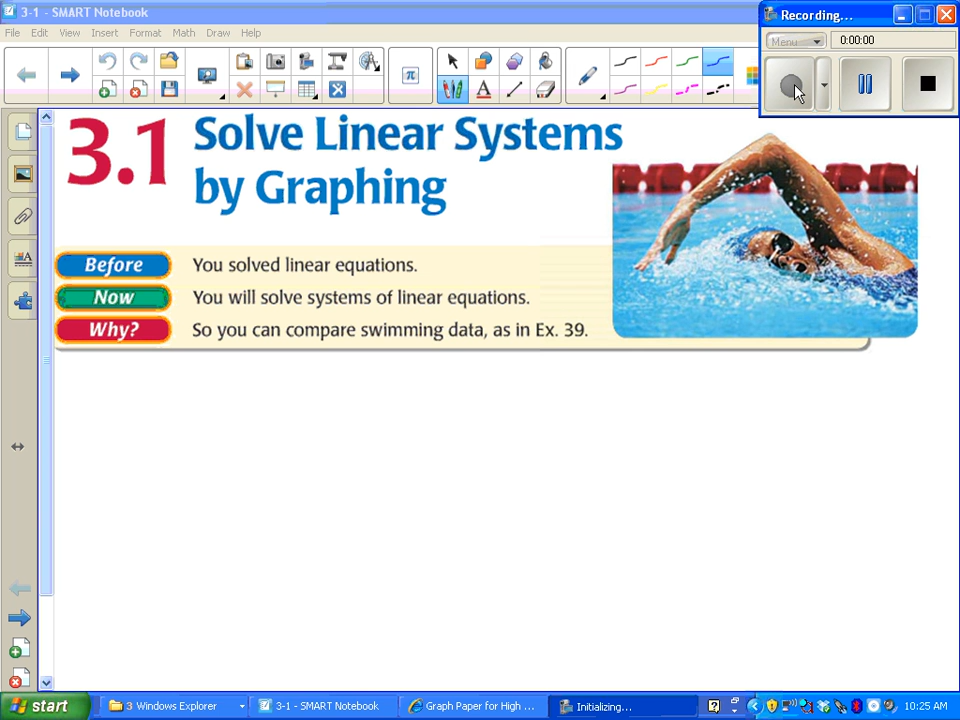 3-1 - SMART Notebook
Recording...
File Edit View Insert Format Math Draw Help
Menu
0:00:00
π
A
3.1 Solve Linear Systems
by Graphing
Before You solved linear equations.
Now You will solve systems of linear equations.
Why? So you can compare swimming data, as in Ex. 39.
start
3 Windows Explorer
3-1 - SMART Notebook
Graph Paper for High ...
Initializing...
10:25 AM